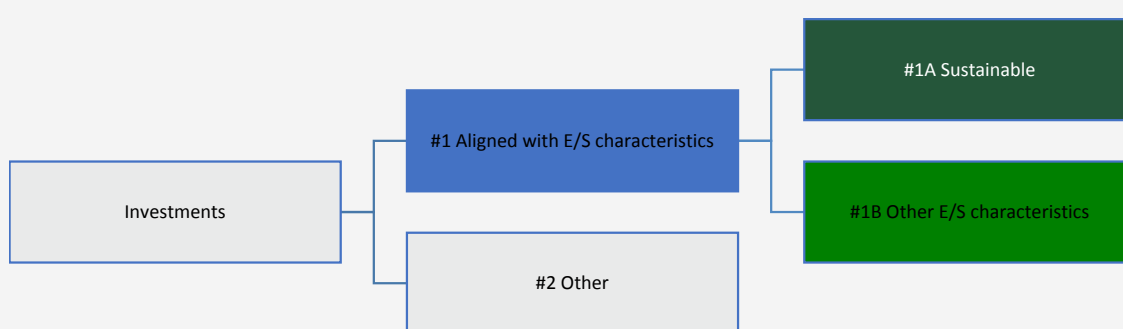 #1A Sustainable
#1 Aligned with E/S characteristics
Investments
#1B Other E/S characteristics
#2 Other